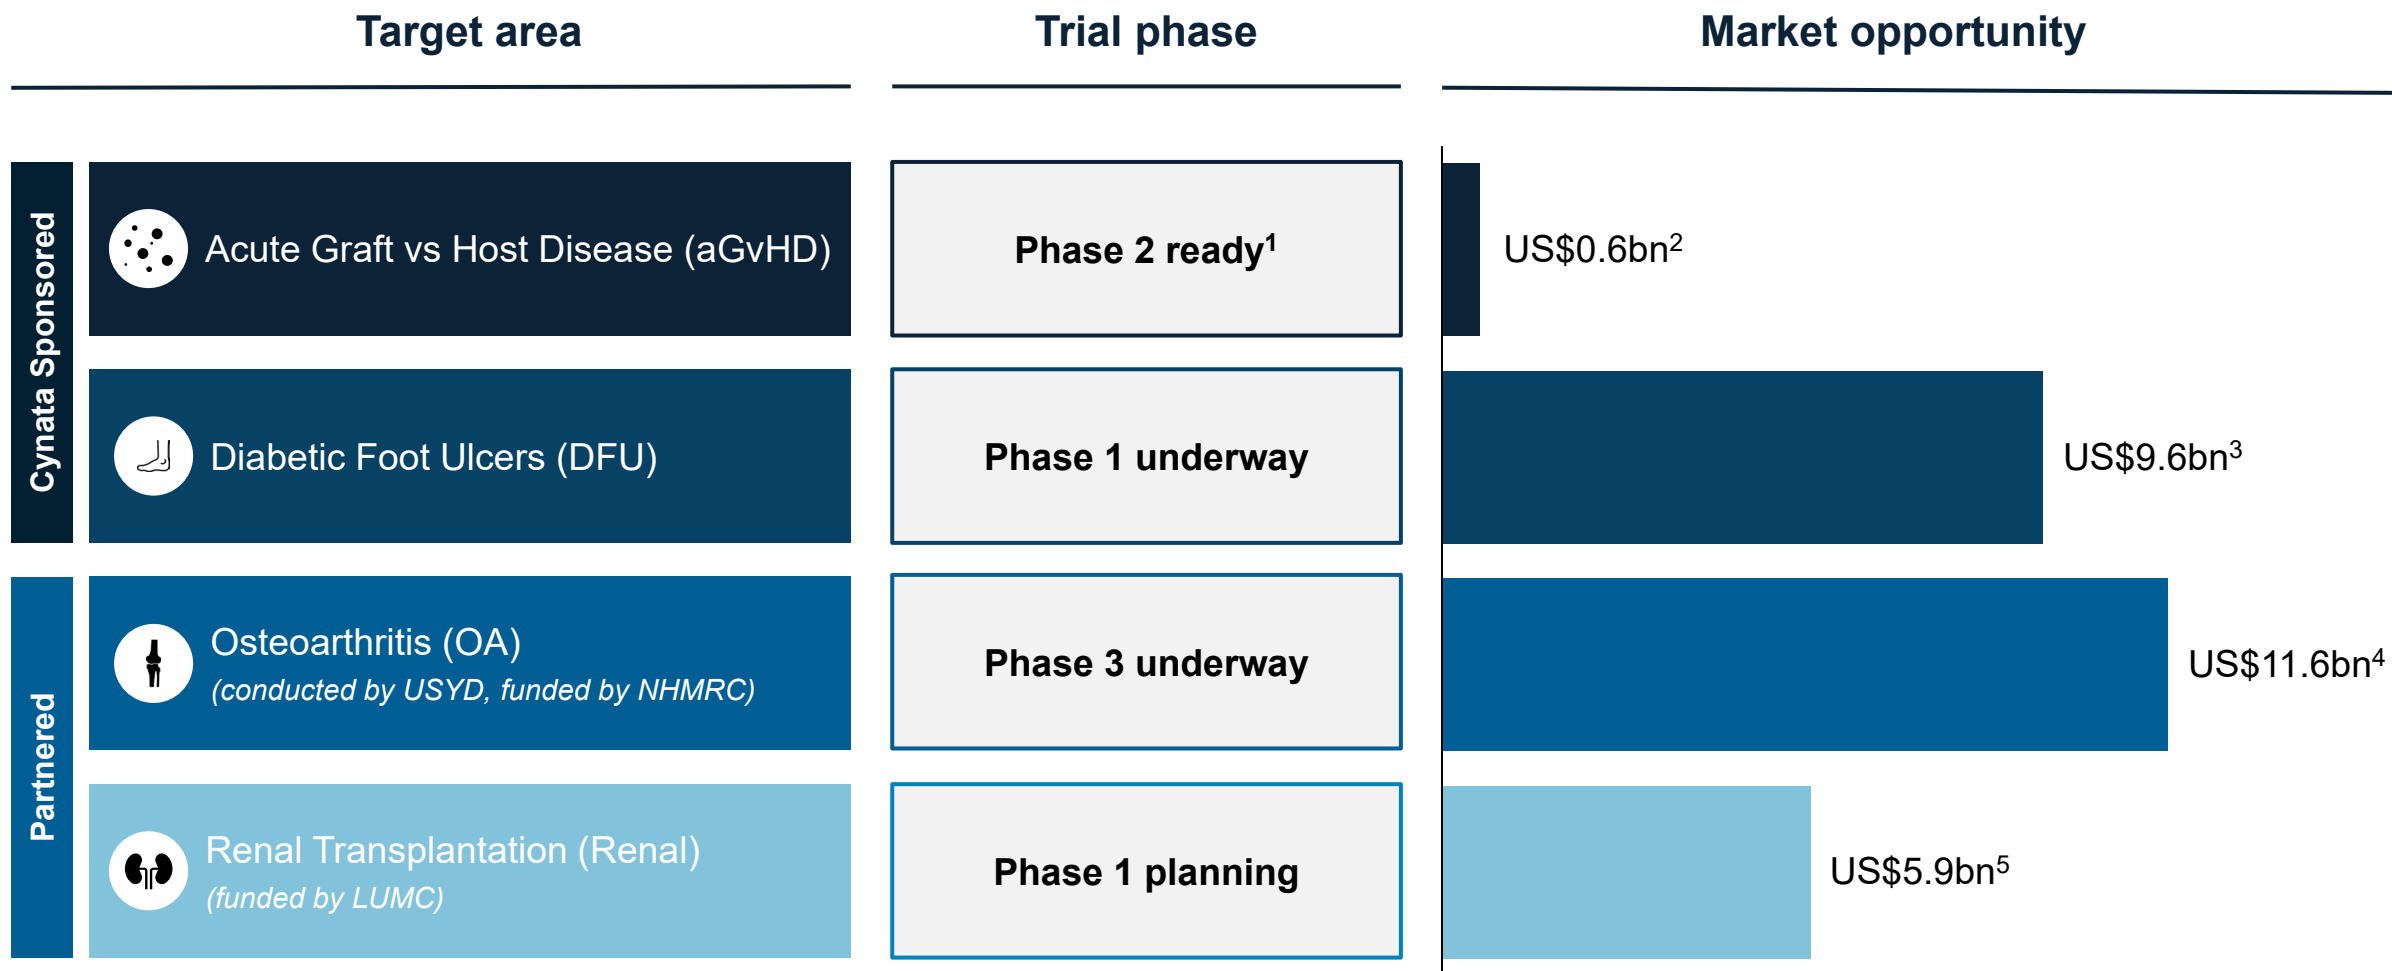 Target area
Trial phase
Market opportunity
Cynata Sponsored
Acute Graft vs Host Disease (aGvHD)
Phase 2 ready¹
US$0.6bn²
Diabetic Foot Ulcers (DFU)
Phase 1 underway
US$9.6bn³
Partnered
Osteoarthritis (OA)
(conducted by USYD, funded by NHMRC)
Phase 3 underway
US$11.6bn⁴
Renal Transplantation (Renal)
(funded by LUMC)
Phase 1 planning
US$5.9bn⁵